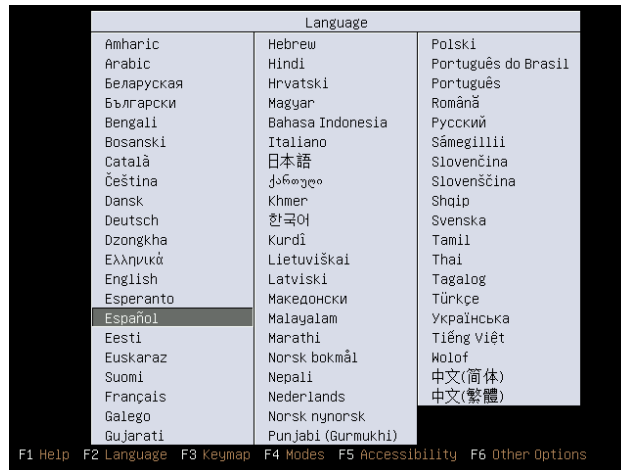 Language
Amharic
Arabic
Беларуская
Български
Bengali
Bosanski
Català
Čeština
Dansk
Deutsch
Dzongkha
Ελληνικά
English
Esperanto
Español
Eesti
Euskaraz
Suomi
Français
Galego
Gujarati
Hebrew
Hindi
Hrvatski
Magyar
Bahasa Indonesia
Italiano
日本語
ქართული
Khmer
한국어
Kurdî
Lietuviškai
Latviski
Македонски
Malayalam
Marathi
Norsk bokmål
Nepali
Nederlands
Norsk nynorsk
Punjabi (Gurmukhi)
Polski
Português do Brasil
Português
Română
Русский
Sámegillii
Slovenčina
Slovenščina
Shqip
Svenska
Tamil
Thai
Tagalog
Türkçe
Українська
Tiếng Việt
Wolof
中文(简体)
中文(繁體)
F1 Help F2 Language F3 Keymap F4 Modes F5 Accessibility F6 Other Options